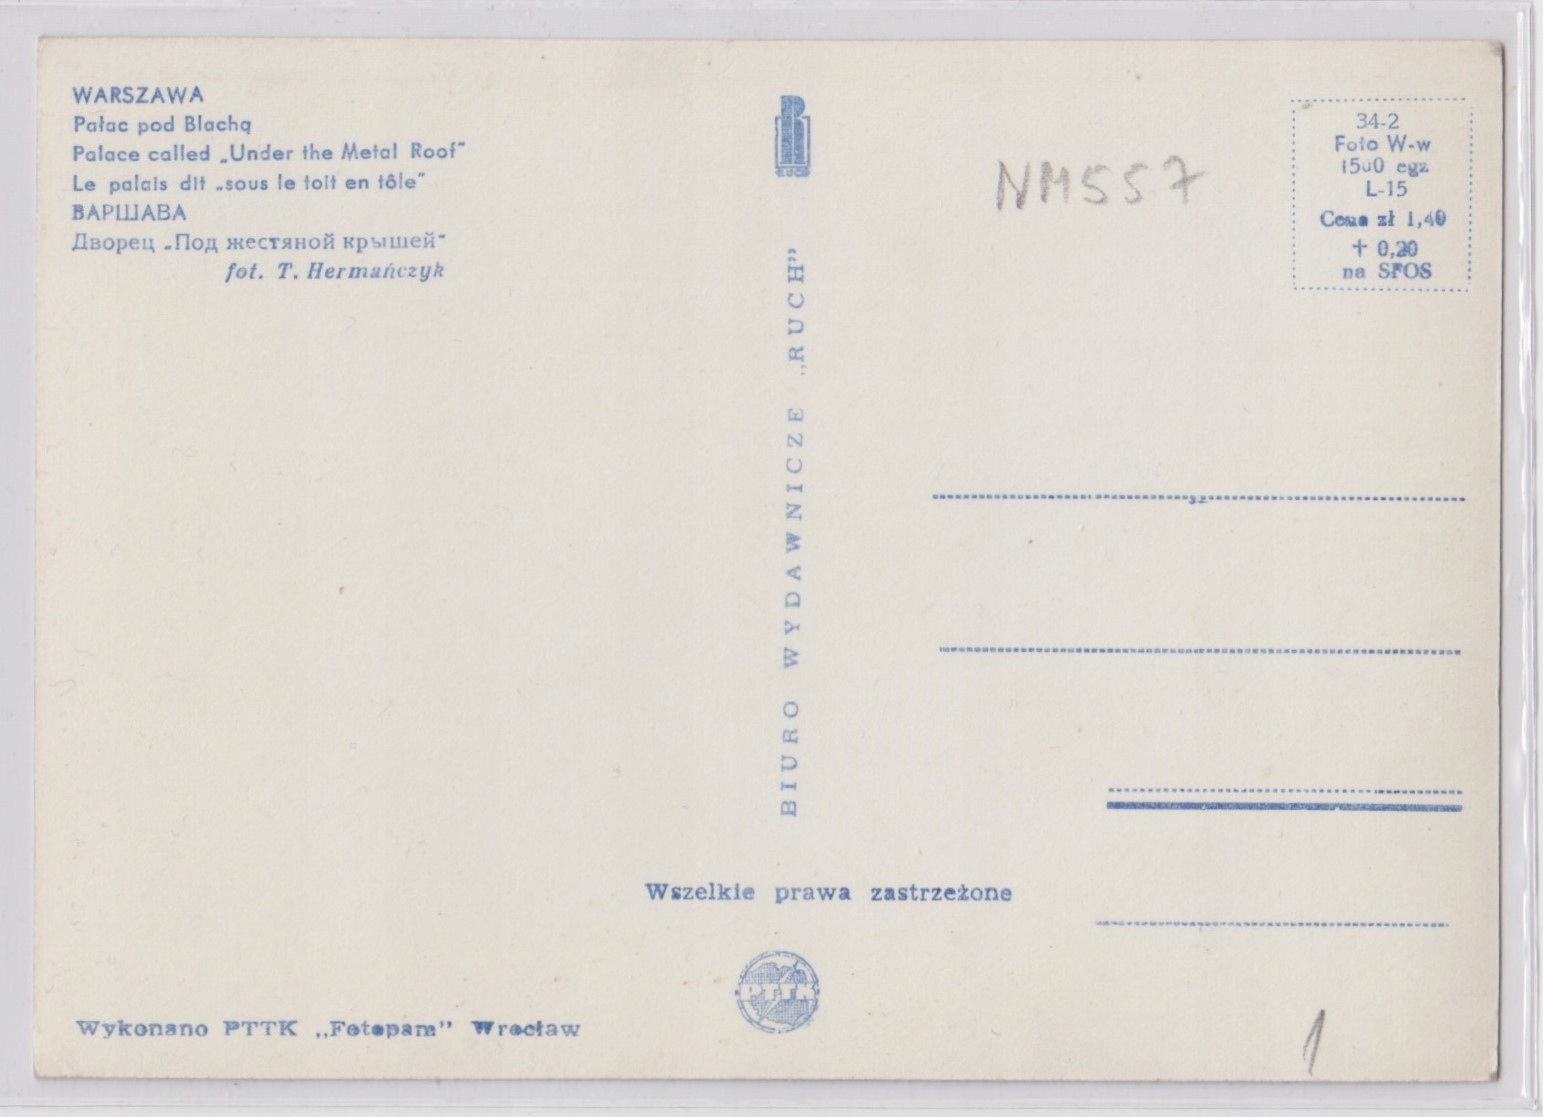 WARSZAWA
Pałac pod Blachą
Palace called „Under the Metal Roof"
Le palais dit „sous le toit en tôle"
ВАРШАВА
Дворец „Под жестяной крышей"
fot. T. Hermańczyk
RUCH
BIURO WYDAWNICZE „RUCH"
NM557
34-2
Foto W-w
1500 egz
L-15
Cena zł 1,40
+ 0,20
na SFOS
Wszelkie prawa zastrzeżone
PTTK
Wykonano PTTK „Fotopam" Wrocław
1